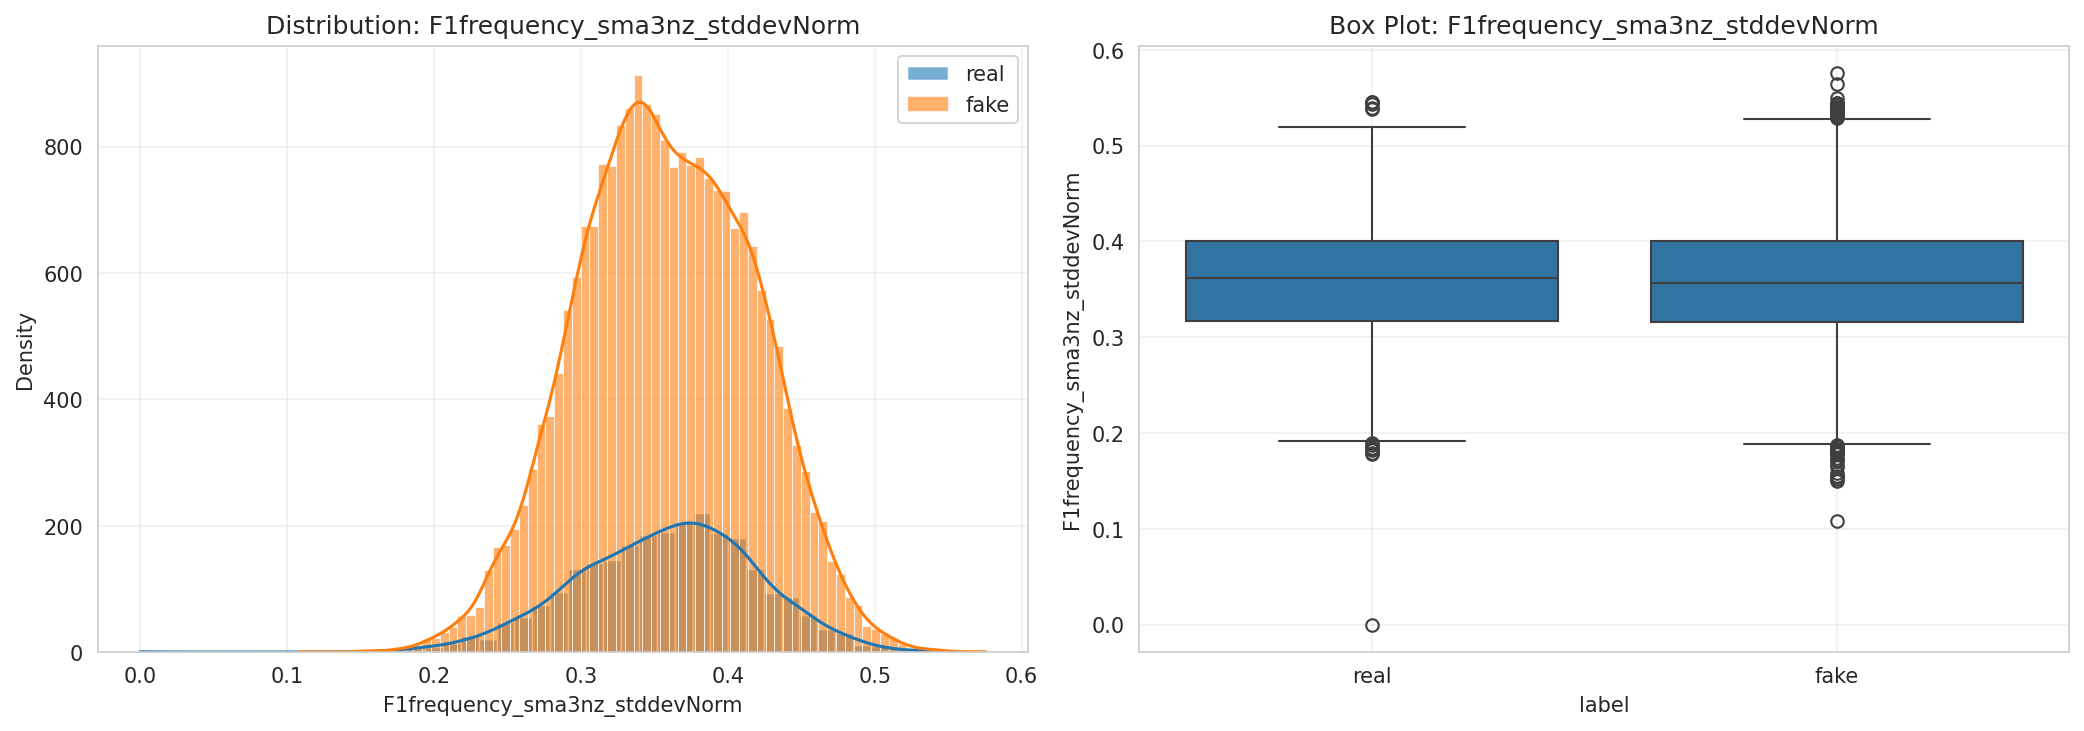 Distribution: F1frequency_sma3nz_stddevNorm
real
fake
Density
800
600
400
200
0
0.0 0.1 0.2 0.3 0.4 0.5 0.6
F1frequency_sma3nz_stddevNorm
Box Plot: F1frequency_sma3nz_stddevNorm
F1frequency_sma3nz_stddevNorm
0.6
0.5
0.4
0.3
0.2
0.1
0.0
real fake
label